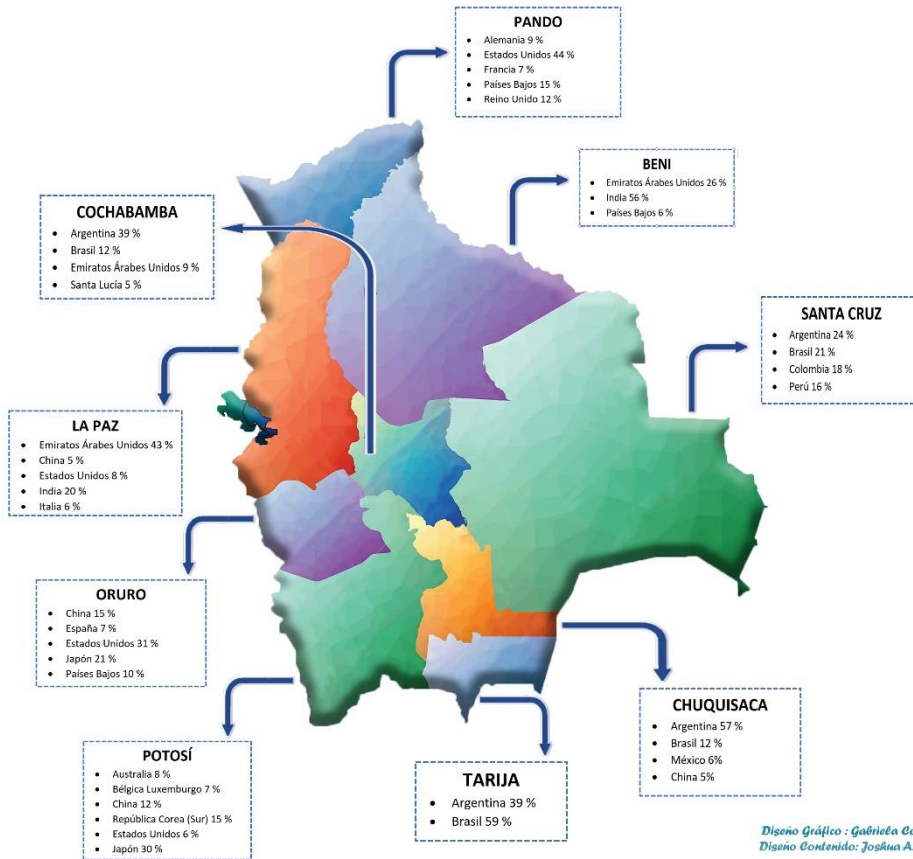 PANDO
• Alemania 9 %
• Estados Unidos 44 %
• Francia 7 %
• Países Bajos 15 %
• Reino Unido 12 %
BENI
• Emiratos Árabes Unidos 26 %
• India 56 %
• Países Bajos 6 %
COCHABAMBA
• Argentina 39 %
• Brasil 12 %
• Emiratos Árabes Unidos 9 %
• Santa Lucía 5 %
SANTA CRUZ
• Argentina 24 %
• Brasil 21 %
• Colombia 18 %
• Perú 16 %
LA PAZ
• Emiratos Árabes Unidos 43 %
• China 5 %
• Estados Unidos 8 %
• India 20 %
• Italia 6 %
ORURO
• China 15 %
• España 7 %
• Estados Unidos 31 %
• Japón 21 %
• Países Bajos 10 %
CHUQUISACA
• Argentina 57 %
• Brasil 12 %
• México 6%
• China 5%
POTOSÍ
• Australia 8 %
• Bélgica Luxemburgo 7 %
• China 12 %
• República Corea (Sur) 15 %
• Estados Unidos 6 %
• Japón 30 %
TARIJA
• Argentina 39 %
• Brasil 59 %
Diseño Gráfico : Gabriela
Diseño Contenido: Joshua A.